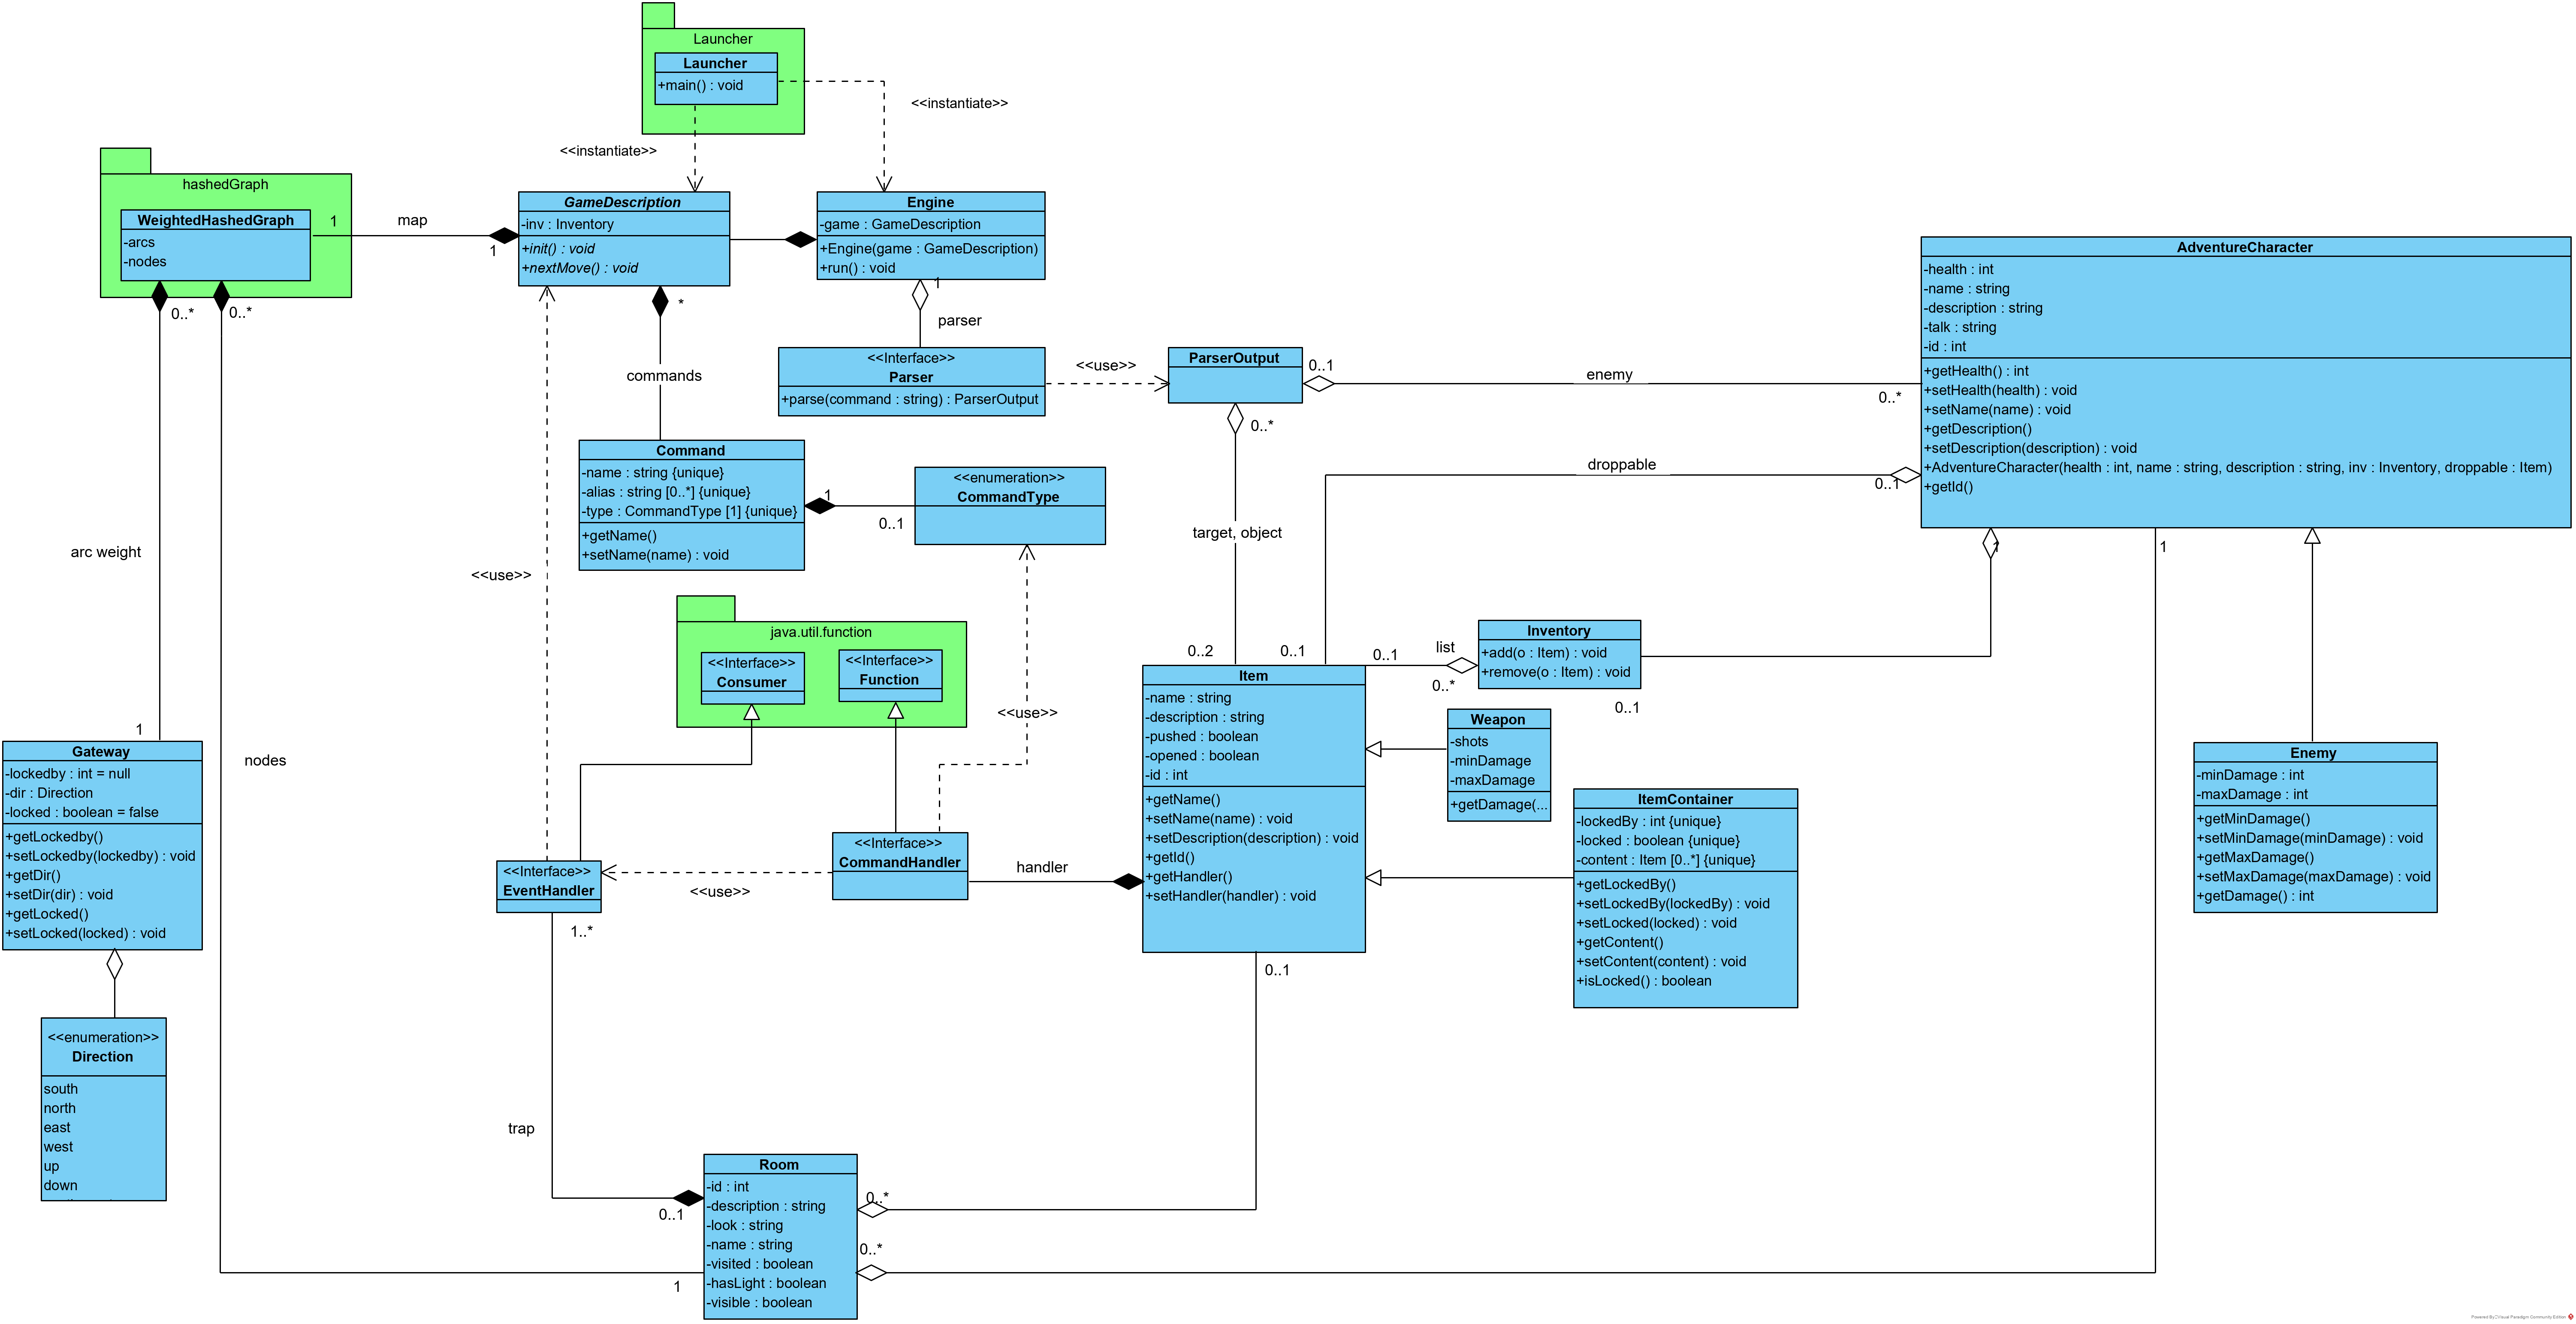 Launcher
Launcher
+main() : void
<<instantiate>>
<<instantiate>>
hashedGraph
WeightedHashedGraph
-arcs
-nodes
1
map
1
0..*
0..*
GameDescription
-inv : Inventory
+init() : void
+nextMove() : void
*
commands
Engine
-game : GameDescription
+Engine(game : GameDescription)
+run() : void
1
parser
<<Interface>>
Parser
+parse(command : string) : ParserOutput
<<use>>
ParserOutput
0..1
enemy
0..*
0..*
target, object
0..2
AdventureCharacter
-health : int
-name : string
-description : string
-talk : string
-id : int
+getHealth() : int
+setHealth(health) : void
+setName(name) : void
+getDescription()
+setDescription(description) : void
+AdventureCharacter(health : int, name : string, description : string, inv : Inventory, droppable : Item)
+getId()
droppable
0..1
0..1
1
1
Command
-name : string {unique}
-alias : string [0..*] {unique}
-type : CommandType [1] {unique}
+getName()
+setName(name) : void
1
0..1
<<enumeration>>
CommandType
arc weight
<<use>>
<<use>>
java.util.function
<<Interface>>
Consumer
<<Interface>>
Function
Inventory
+add(o : Item) : void
+remove(o : Item) : void
0..1
list
0..*
0..1
Item
-name : string
-description : string
-pushed : boolean
-opened : boolean
-id : int
+getName()
+setName(name) : void
+setDescription(description) : void
+getId()
+getHandler()
+setHandler(handler) : void
0..1
Weapon
-shots
-minDamage
-maxDamage
+getDamage(...
ItemContainer
-lockedBy : int {unique}
-locked : boolean {unique}
-content : Item [0..*] {unique}
+getLockedBy()
+setLockedBy(lockedBy) : void
+setLocked(locked) : void
+getContent()
+setContent(content) : void
+isLocked() : boolean
Enemy
-minDamage : int
-maxDamage : int
+getMinDamage()
+setMinDamage(minDamage) : void
+getMaxDamage()
+setMaxDamage(maxDamage) : void
+getDamage() : int
1
nodes
Gateway
-lockedby : int = null
-dir : Direction
-locked : boolean = false
+getLockedby()
+setLockedby(lockedby) : void
+getDir()
+setDir(dir) : void
+getLocked()
+setLocked(locked) : void
<<Interface>>
EventHandler
1..*
<<use>>
<<Interface>>
CommandHandler
handler
<<enumeration>>
Direction
south
north
east
west
up
down
trap
0..1
1
Room
-id : int
-description : string
-look : string
-name : string
-visited : boolean
-hasLight : boolean
-visible : boolean
0..*
0..*
Powered By Visual Paradigm Community Edition